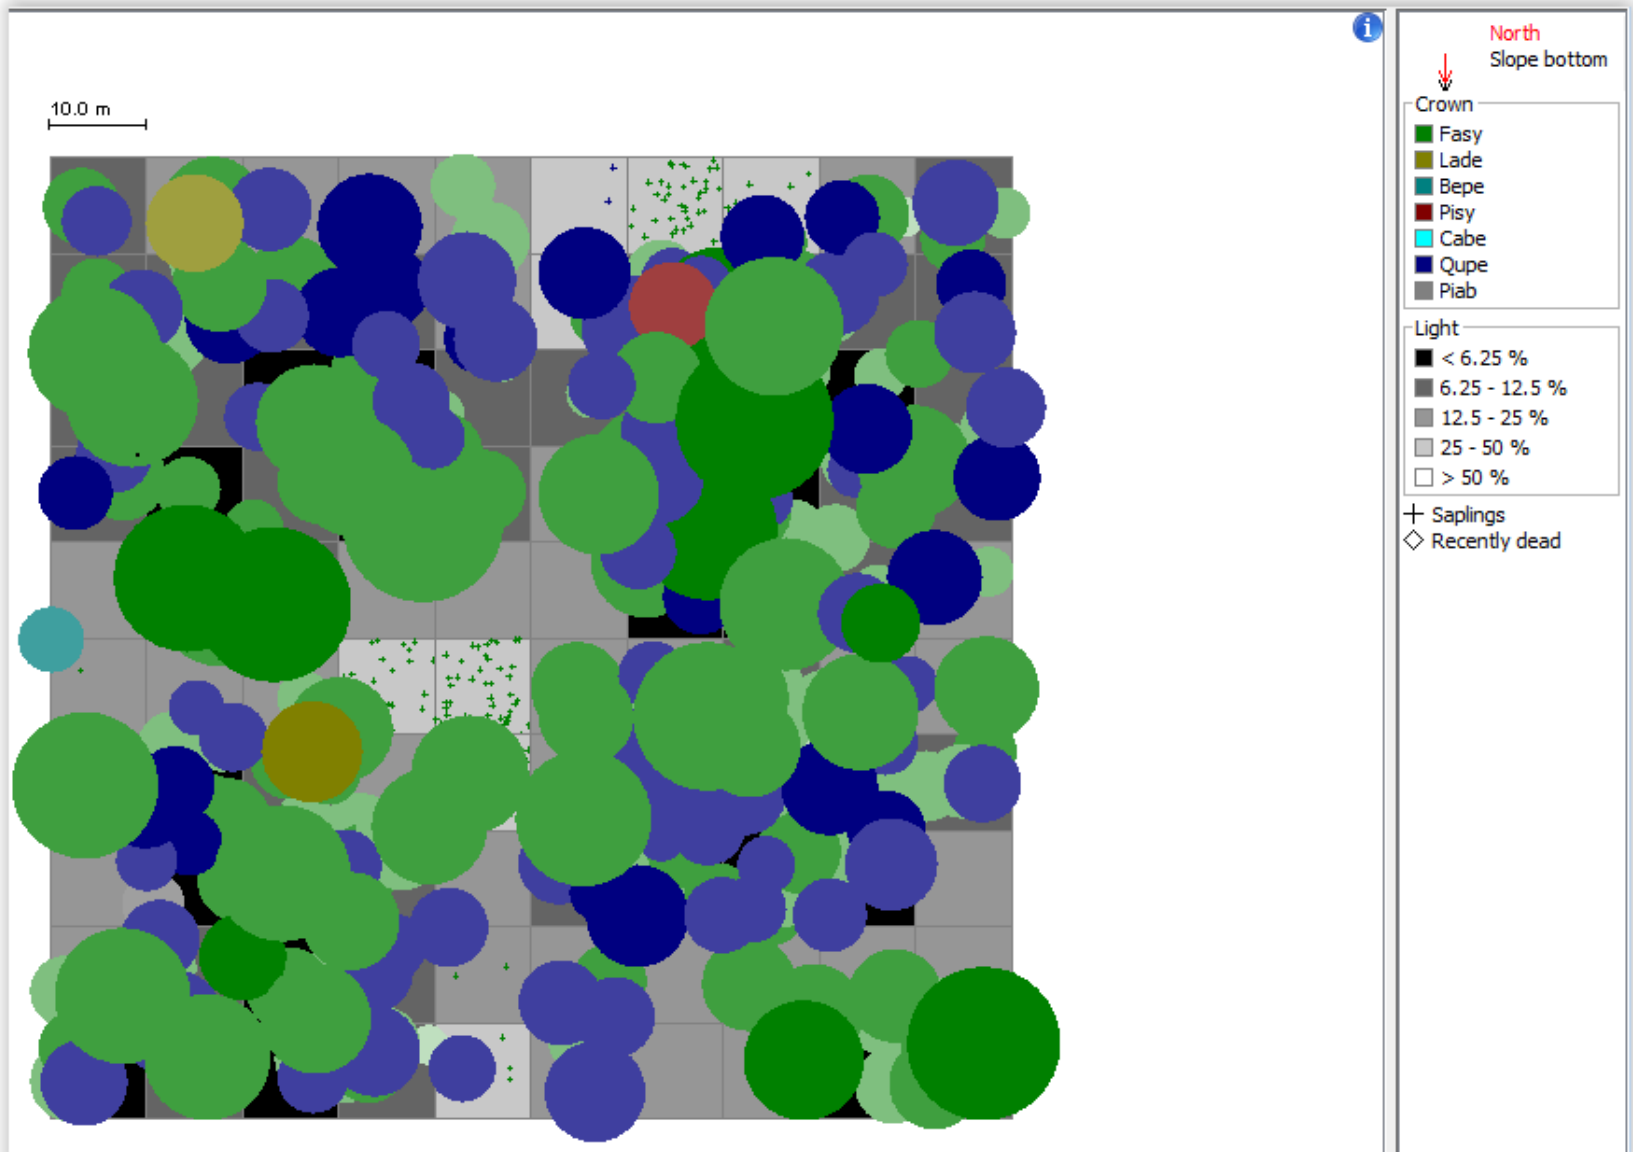 i
10.0 m
North
Slope bottom
Crown
Fasy
Lade
Bepe
Pisy
Cabe
Qupe
Piab
Light
< 6.25 %
6.25 - 12.5 %
12.5 - 25 %
25 - 50 %
> 50 %
Saplings
Recently dead